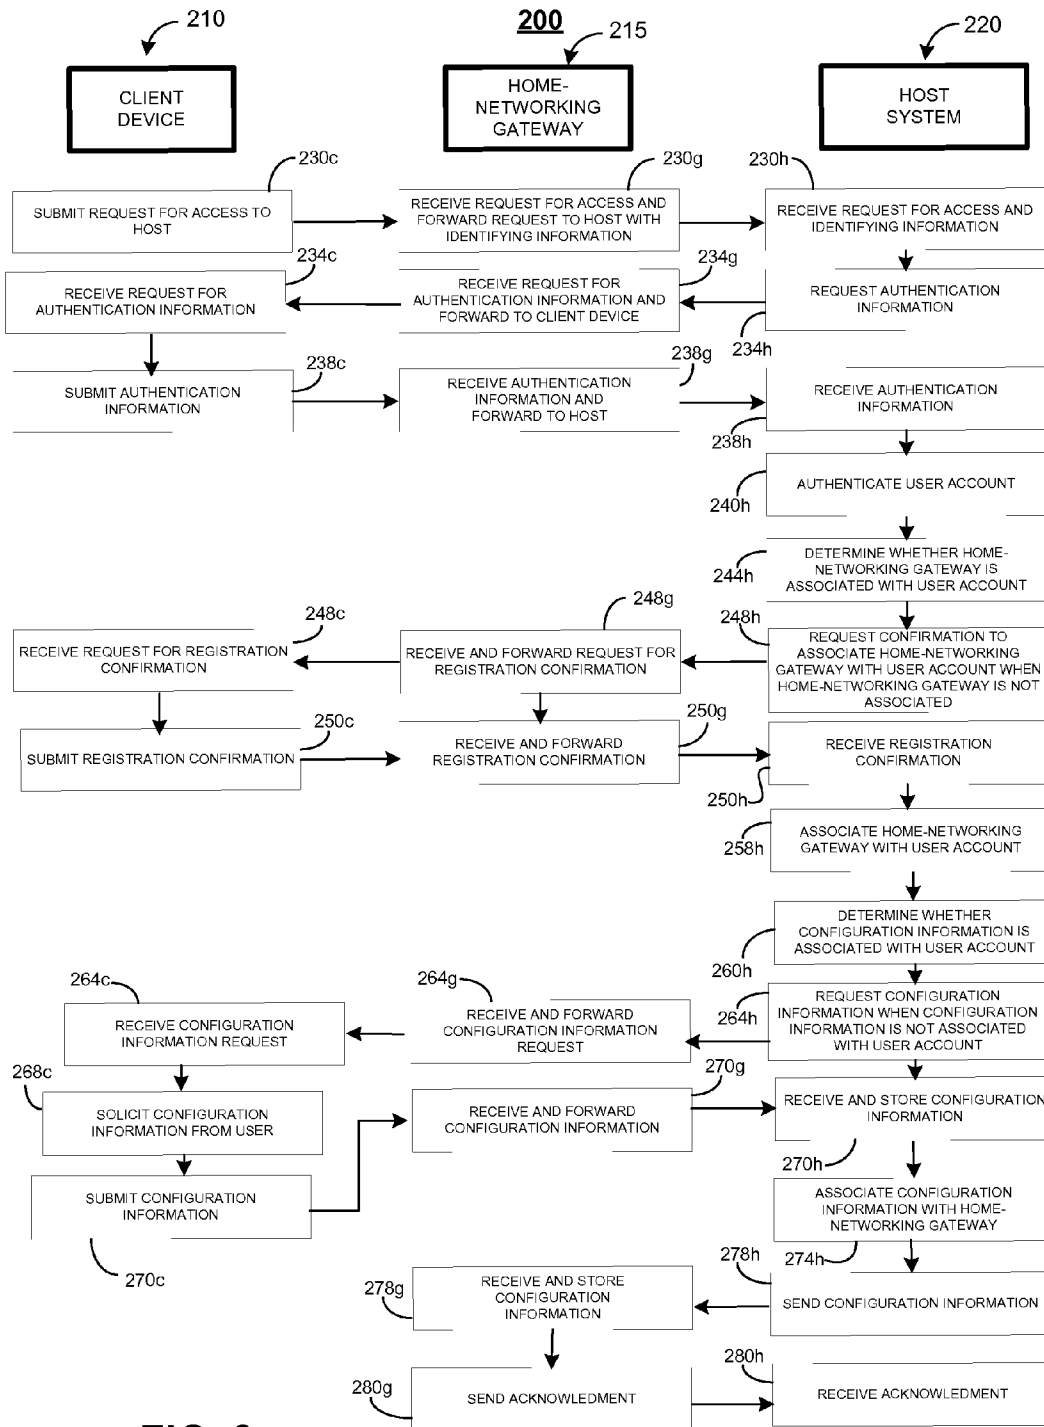 200
210
215
220
CLIENT
DEVICE
HOME-
NETWORKING
GATEWAY
HOST
SYSTEM
230c
230g
230h
SUBMIT REQUEST FOR ACCESS TO
HOST
RECEIVE REQUEST FOR ACCESS AND
FORWARD REQUEST TO HOST WITH
IDENTIFYING INFORMATION
RECEIVE REQUEST FOR ACCESS AND
IDENTIFYING INFORMATION
234c
234g
RECEIVE REQUEST FOR
AUTHENTICATION INFORMATION
RECEIVE REQUEST FOR
AUTHENTICATION INFORMATION AND
FORWARD TO CLIENT DEVICE
REQUEST AUTHENTICATION
INFORMATION
234h
238c
238g
SUBMIT AUTHENTICATION
INFORMATION
RECEIVE AUTHENTICATION
INFORMATION AND
FORWARD TO HOST
RECEIVE AUTHENTICATION
INFORMATION
238h
AUTHENTICATE USER ACCOUNT
240h
DETERMINE WHETHER HOME-
NETWORKING GATEWAY IS
ASSOCIATED WITH USER ACCOUNT
244h
248c
248g
248h
RECEIVE REQUEST FOR REGISTRATION
CONFIRMATION
RECEIVE AND FORWARD REQUEST FOR
REGISTRATION CONFIRMATION
REQUEST CONFIRMATION TO
ASSOCIATE HOME-NETWORKING
GATEWAY WITH USER ACCOUNT WHEN
HOME-NETWORKING GATEWAY IS NOT
ASSOCIATED
250c
250g
SUBMIT REGISTRATION CONFIRMATION
RECEIVE AND FORWARD
REGISTRATION CONFIRMATION
RECEIVE REGISTRATION
CONFIRMATION
250h
ASSOCIATE HOME-NETWORKING
GATEWAY WITH USER ACCOUNT
258h
DETERMINE WHETHER
CONFIGURATION INFORMATION IS
ASSOCIATED WITH USER ACCOUNT
260h
264c
264g
264h
RECEIVE CONFIGURATION
INFORMATION REQUEST
RECEIVE AND FORWARD
CONFIGURATION INFORMATION
REQUEST
REQUEST CONFIGURATION
INFORMATION WHEN CONFIGURATION
INFORMATION IS NOT ASSOCIATED
WITH USER ACCOUNT
268c
270g
SOLICIT CONFIGURATION
INFORMATION FROM USER
RECEIVE AND FORWARD
CONFIGURATION INFORMATION
RECEIVE AND STORE CONFIGURATION
INFORMATION
270h
SUBMIT CONFIGURATION
INFORMATION
270c
ASSOCIATE CONFIGURATION
INFORMATION WITH HOME-
NETWORKING GATEWAY
274h
278h
278g
RECEIVE AND STORE
CONFIGURATION
INFORMATION
SEND CONFIGURATION INFORMATION
280h
280g
SEND ACKNOWLEDMENT
RECEIVE ACKNOWLEDMENT